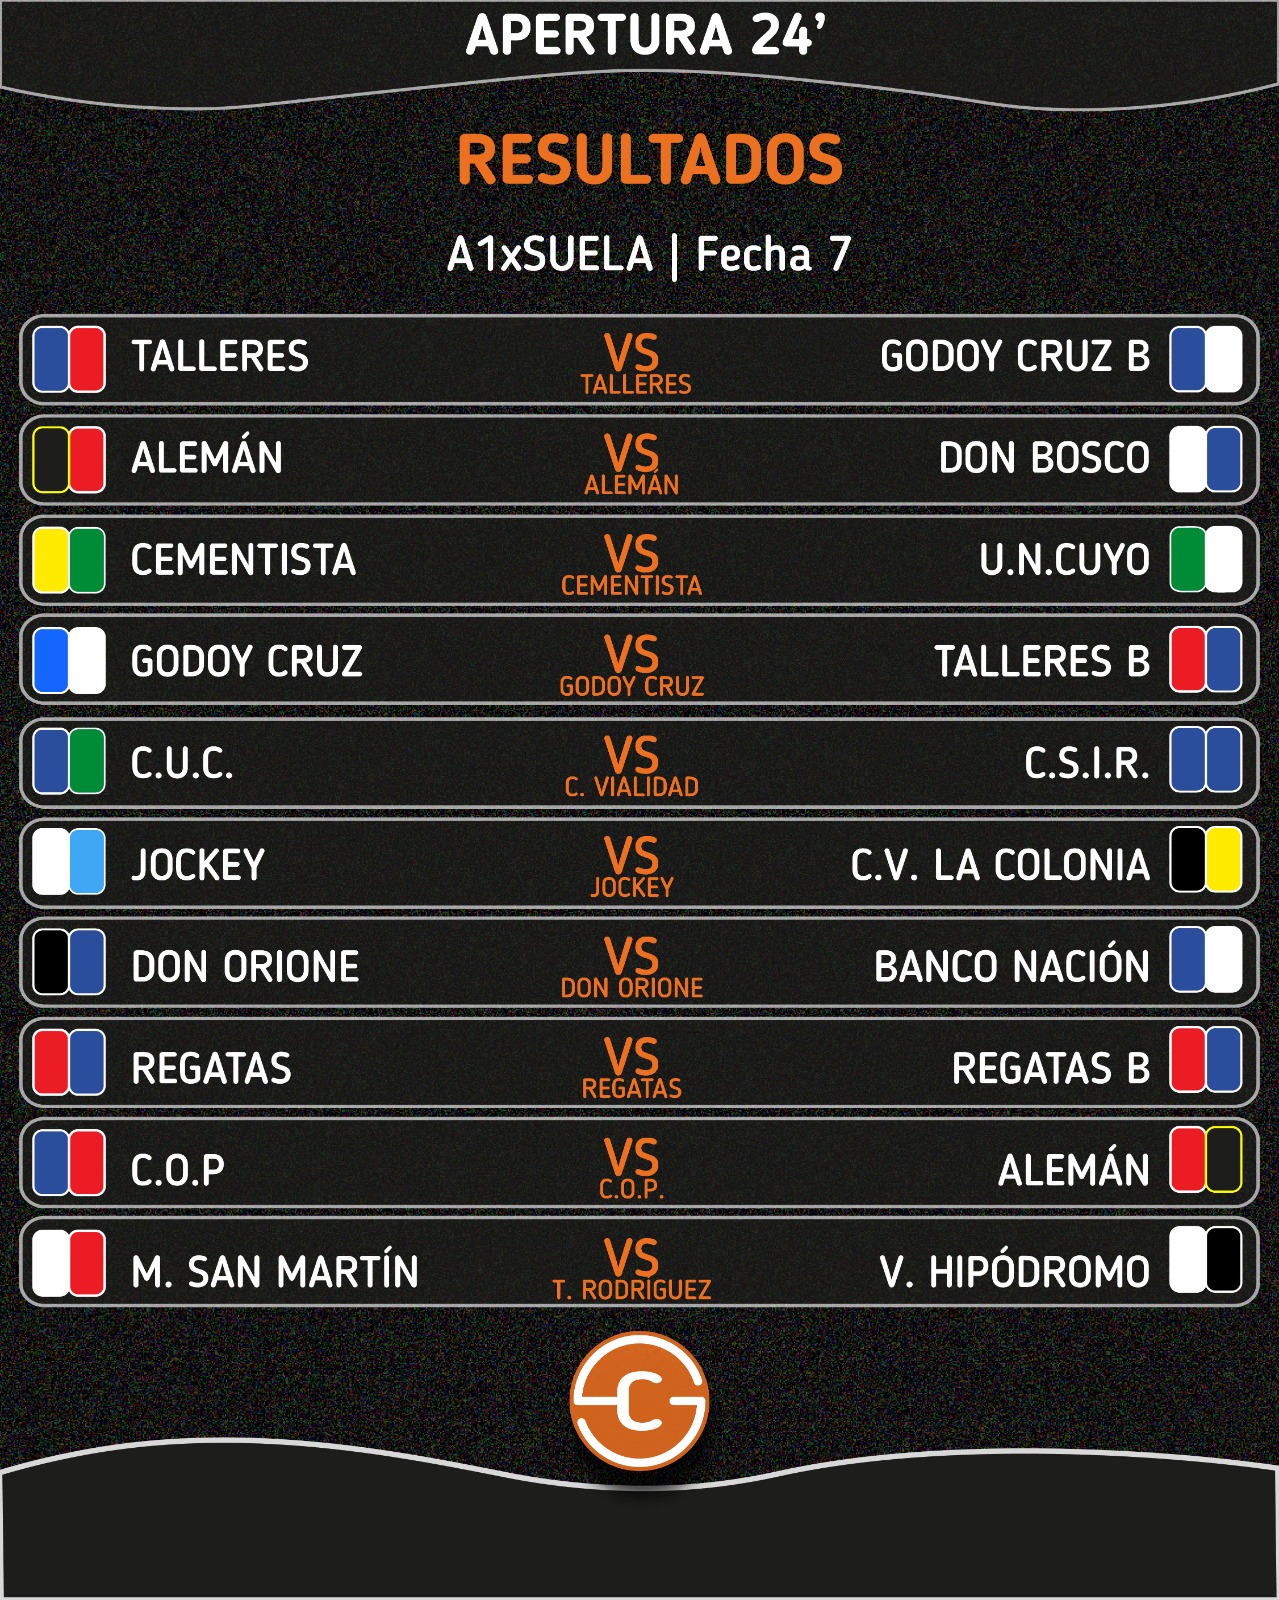 APERTURA 24’
RESULTADOS
A1xSUELA | Fecha 7
TALLERES VS GODOY CRUZ B
TALLERES
ALEMÁN VS DON BOSCO
ALEMÁN
CEMENTISTA VS U.N.CUYO
CEMENTISTA
GODOY CRUZ VS TALLERES B
GODOY CRUZ
C.U.C. VS C.S.I.R.
C. VIALIDAD
JOCKEY VS C.V. LA COLONIA
JOCKEY
DON ORIONE VS BANCO NACIÓN
DON ORIONE
REGATAS VS REGATAS B
REGATAS
C.O.P VS ALEMÁN
C.O.P.
M. SAN MARTÍN VS V. HIPÓDROMO
T. RODRÍGUEZ
C